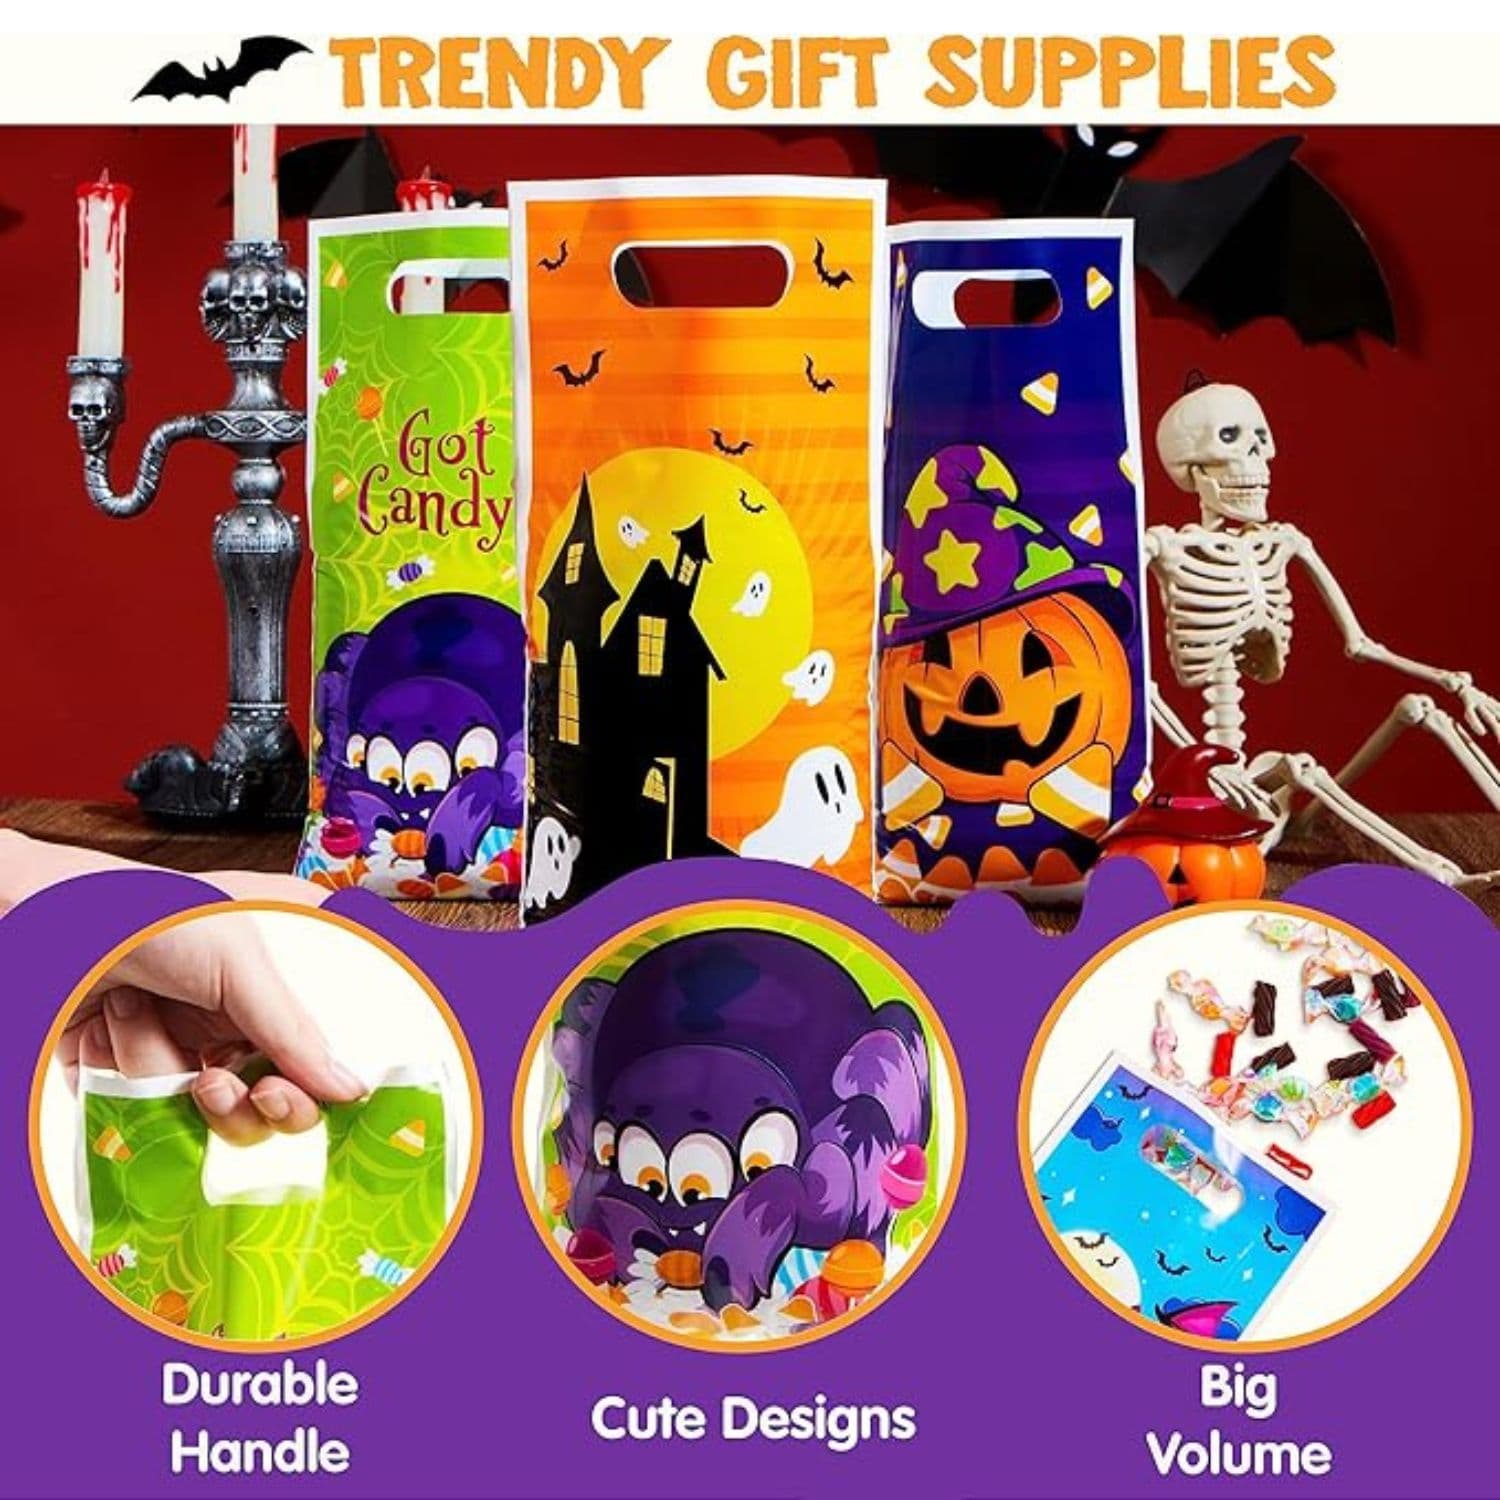 TRENDY GIFT SUPPLIES
Got
Candy
Durable
Handle
Cute Designs
Big
Volume